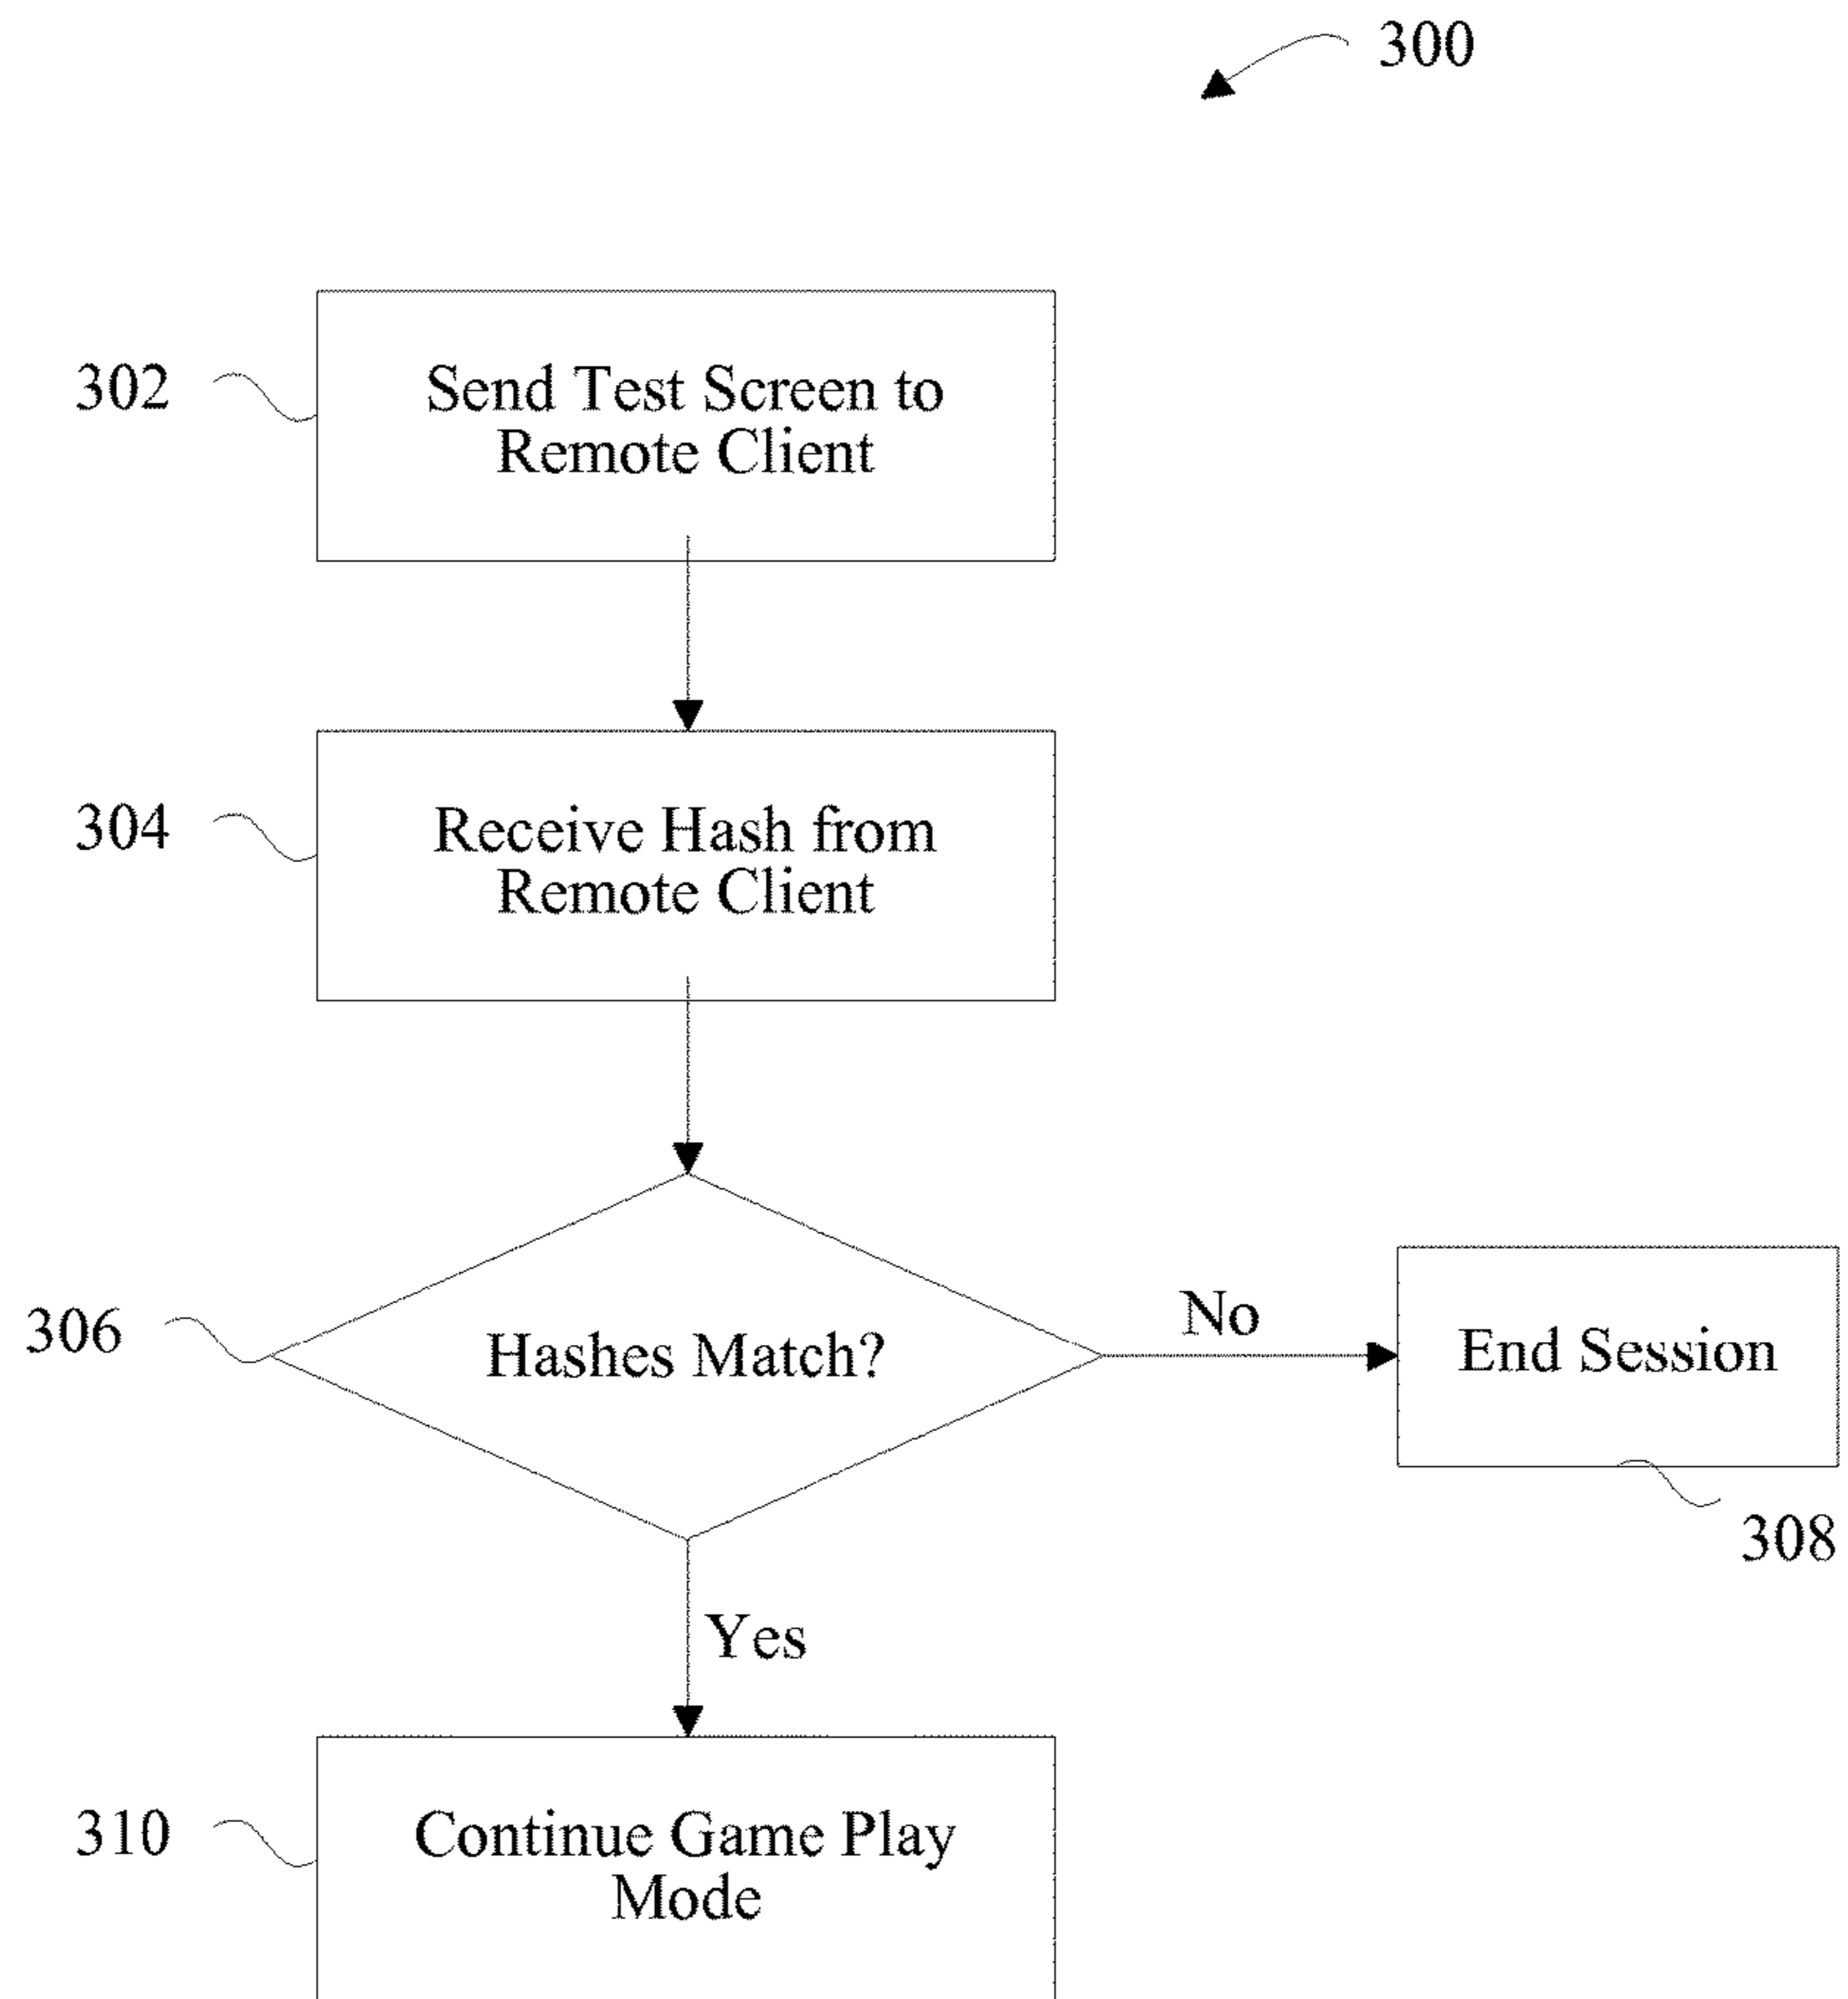 300
302
Send Test Screen to
Remote Client
304
Receive Hash from
Remote Client
306
Hashes Match?
No
End Session
308
Yes
310
Continue Game Play
Mode